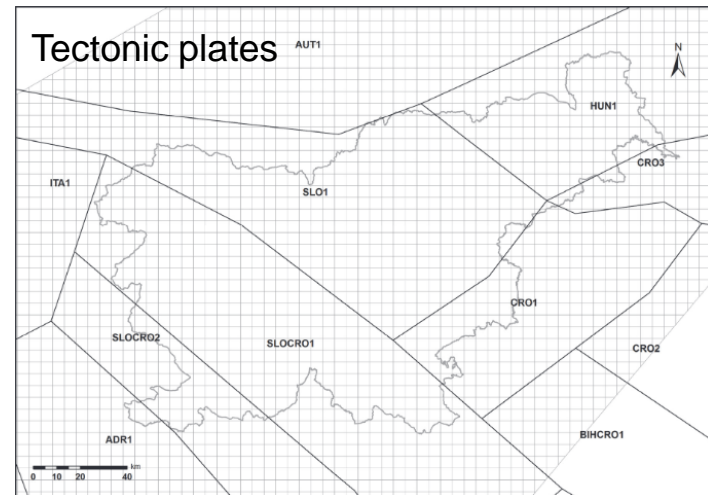 Tectonic plates
AUT1
N
HUN1
CRO3
ITA1
SLO1
CRO1
SLOCRO2
SLOCRO1
CRO2
BIHCRO1
ADR1
km
0 10 20 40